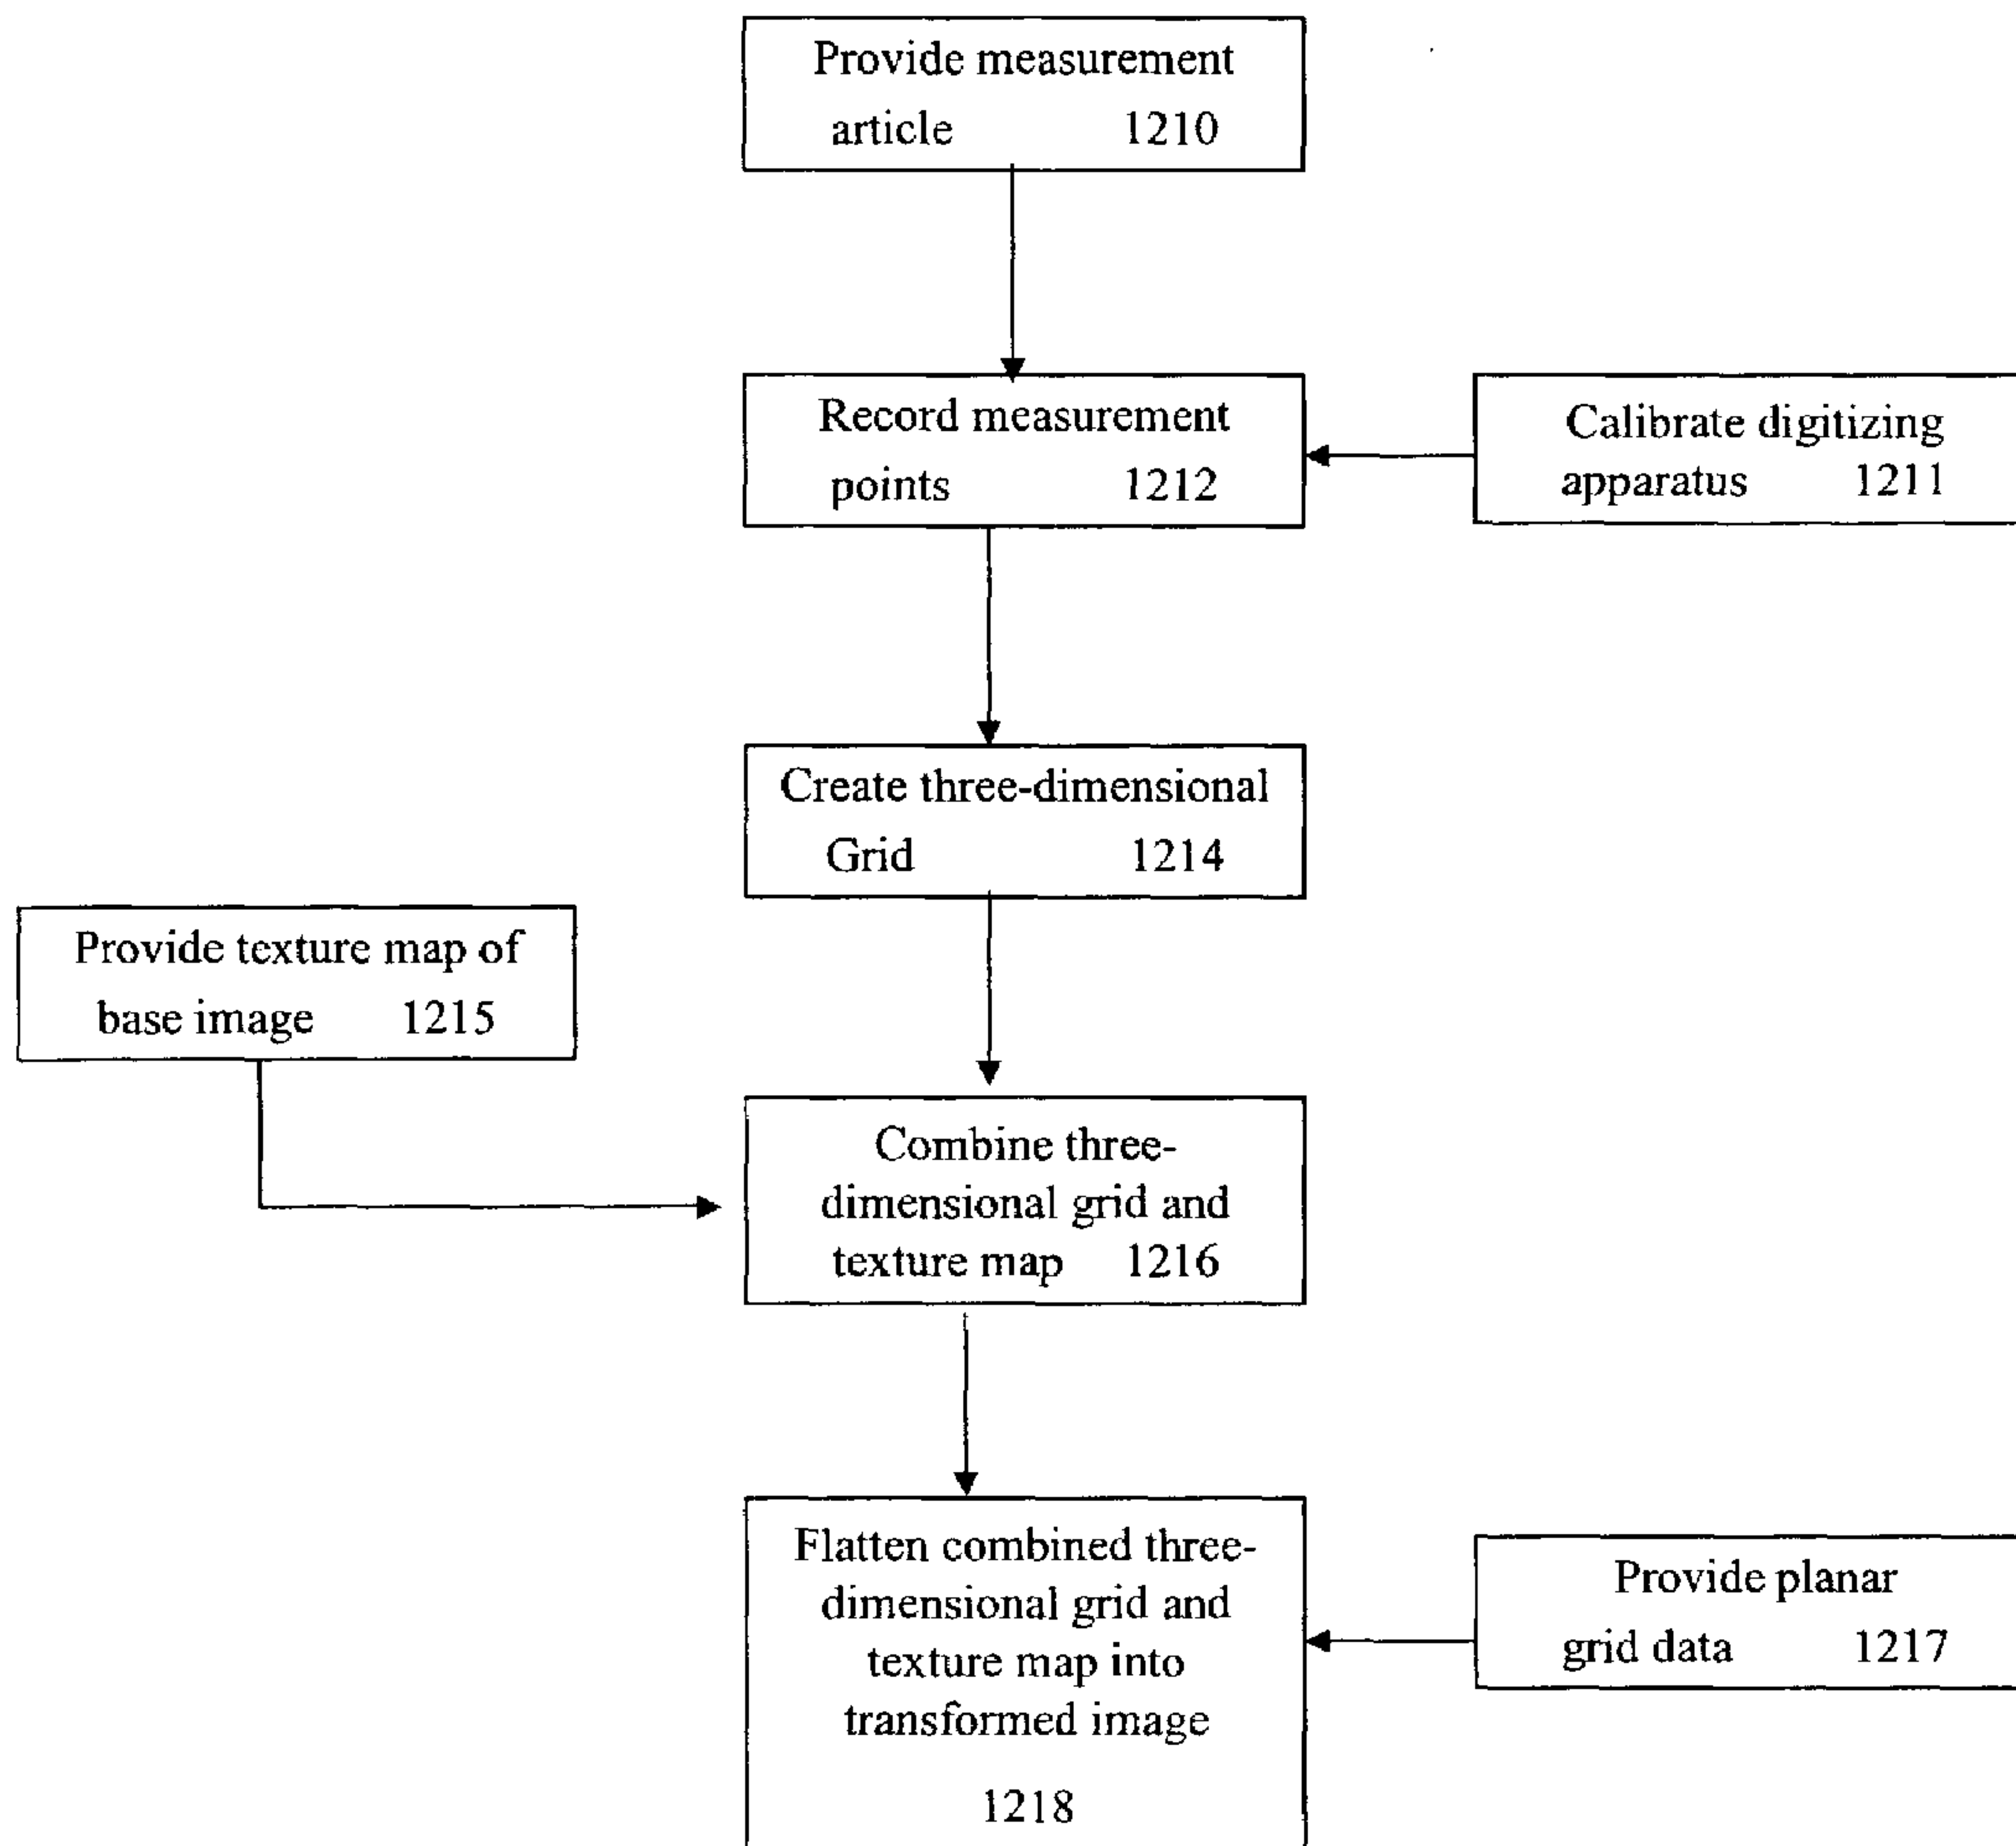 Provide measurement
article 1210
Record measurement
points 1212
Calibrate digitizing
apparatus 1211
Create three-dimensional
Grid 1214
Provide texture map of
base image 1215
Combine three-
dimensional grid and
texture map 1216
Flatten combined three-
dimensional grid and
texture map into
transformed image
1218
Provide planar
grid data 1217